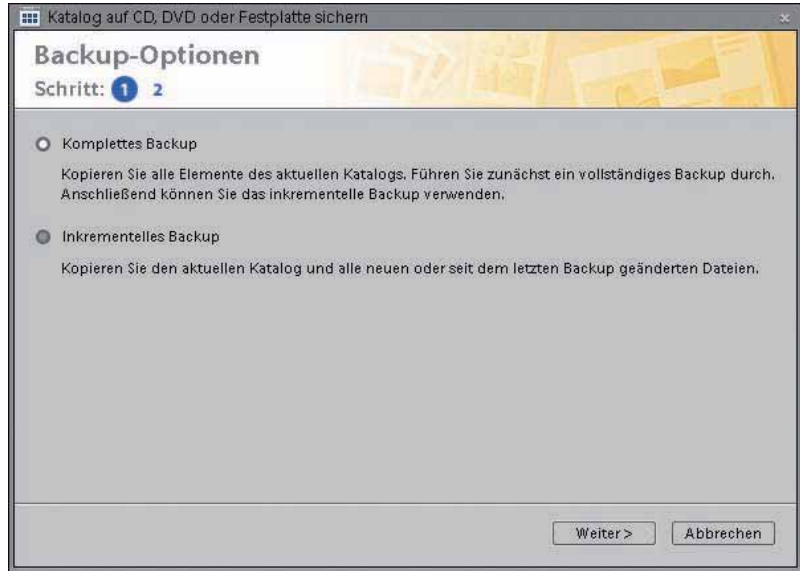 Katalog auf CD, DVD oder Festplatte sichern
Backup-Optionen
Schritt: 1 2
Komplettes Backup
Kopieren Sie alle Elemente des aktuellen Katalogs. Führen Sie zunächst ein vollständiges Backup durch.
Anschließend können Sie das inkrementelle Backup verwenden.
Inkrementelles Backup
Kopieren Sie den aktuellen Katalog und alle neuen oder seit dem letzten Backup geänderten Dateien.
Weiter > Abbrechen